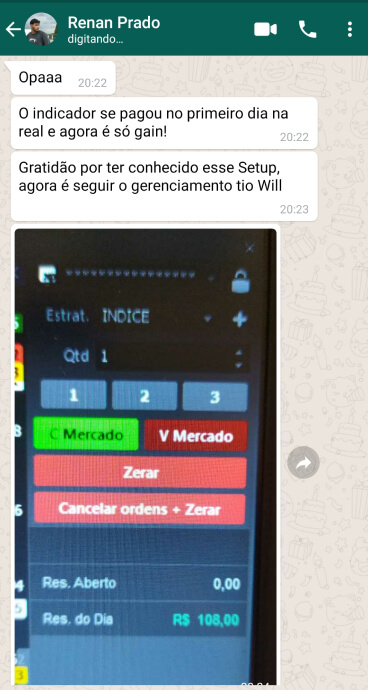 Renan Prado
digitando...
Opaaa 20:22
O indicador se pagou no primeiro dia na
real e agora é só gain!
20:22
Gratidão por ter conhecido esse Setup,
agora é seguir o gerenciamento tio Will
20:23
Estrat. INDICE
Qtd 1
1 2 3
C Mercado V Mercado
Zerar
Cancelar ordens + Zerar
Res. Aberto 0,00
Res. do Dia R$ 108,00